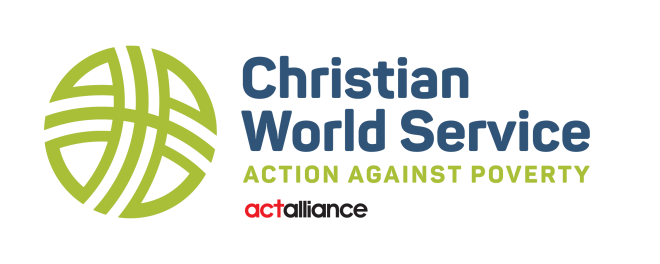 Christian
World Service
ACTION AGAINST POVERTY
actalliance